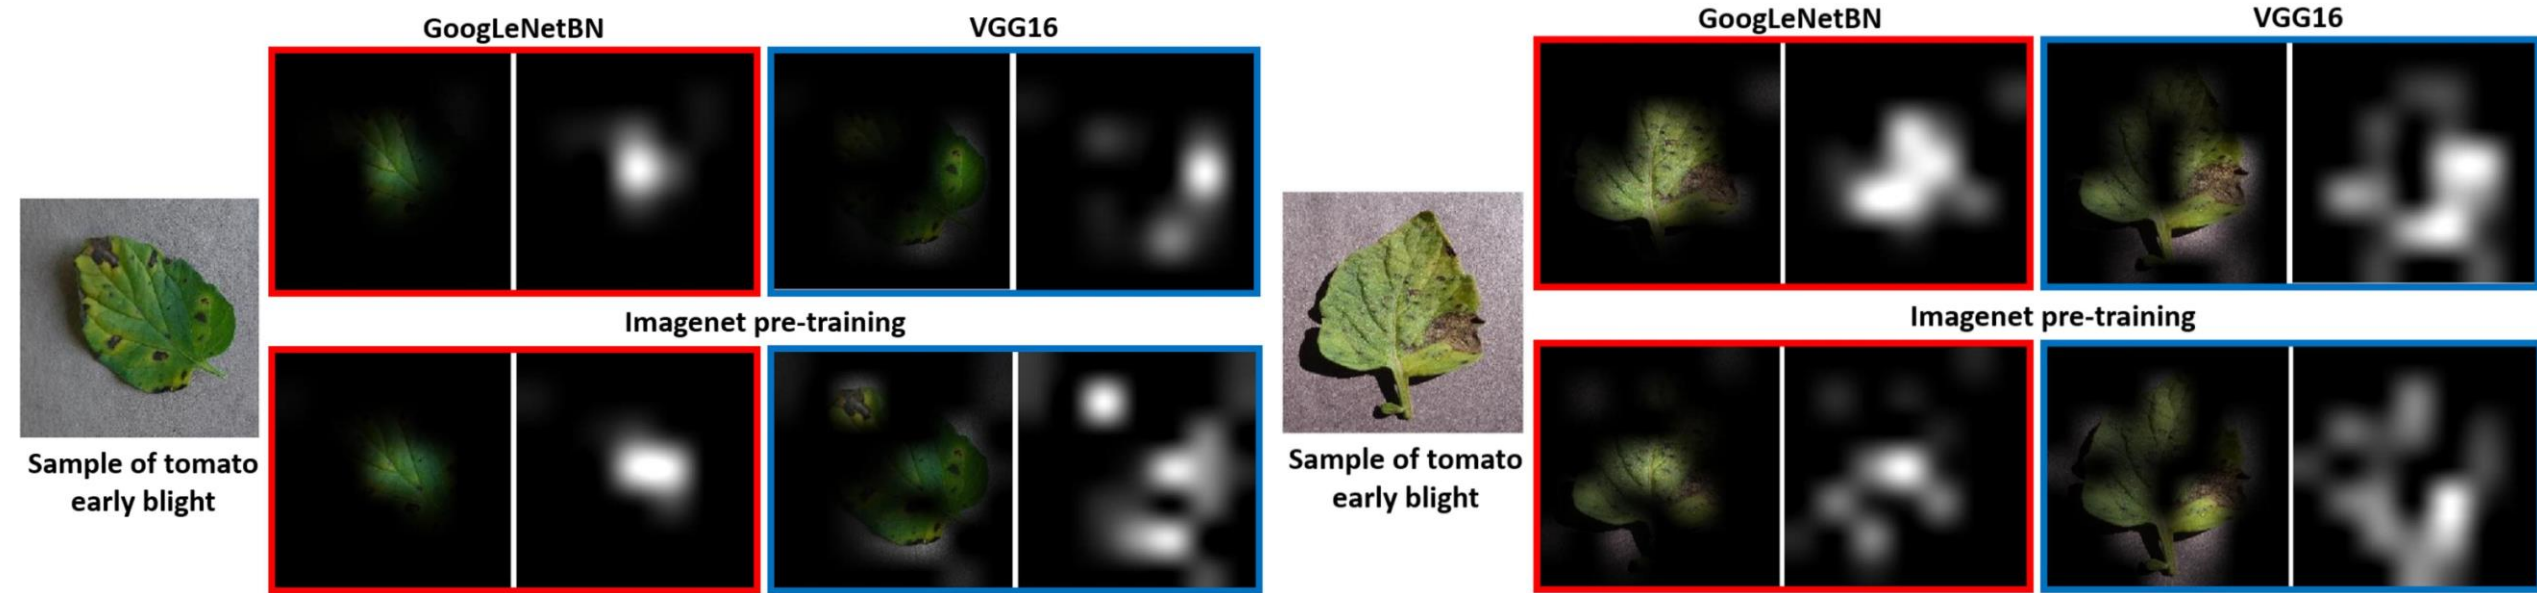 GoogLeNetBN
VGG16
Imagenet pre-training
Sample of tomato
early blight
GoogLeNetBN
VGG16
Imagenet pre-training
Sample of tomato
early blight